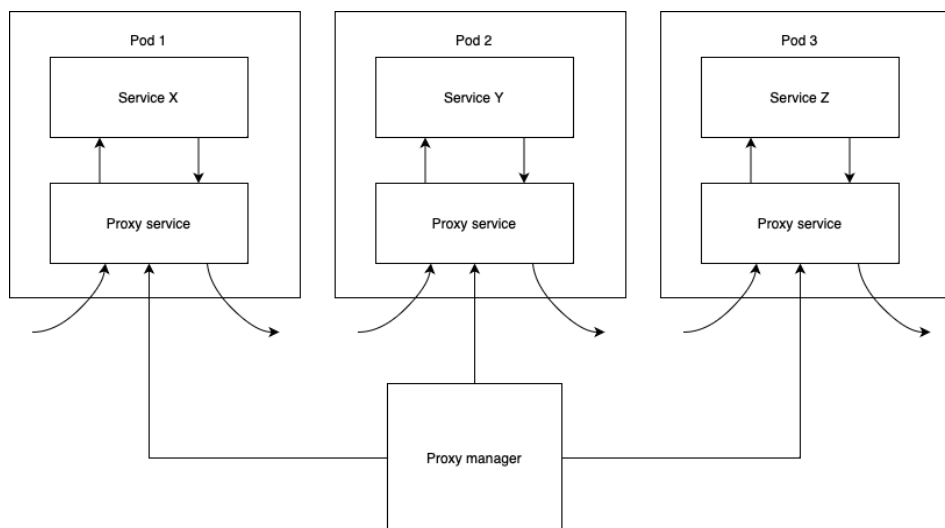 Pod 1
Pod 2
Pod 3
Service X
Service Y
Service Z
Proxy service
Proxy service
Proxy service
Proxy manager